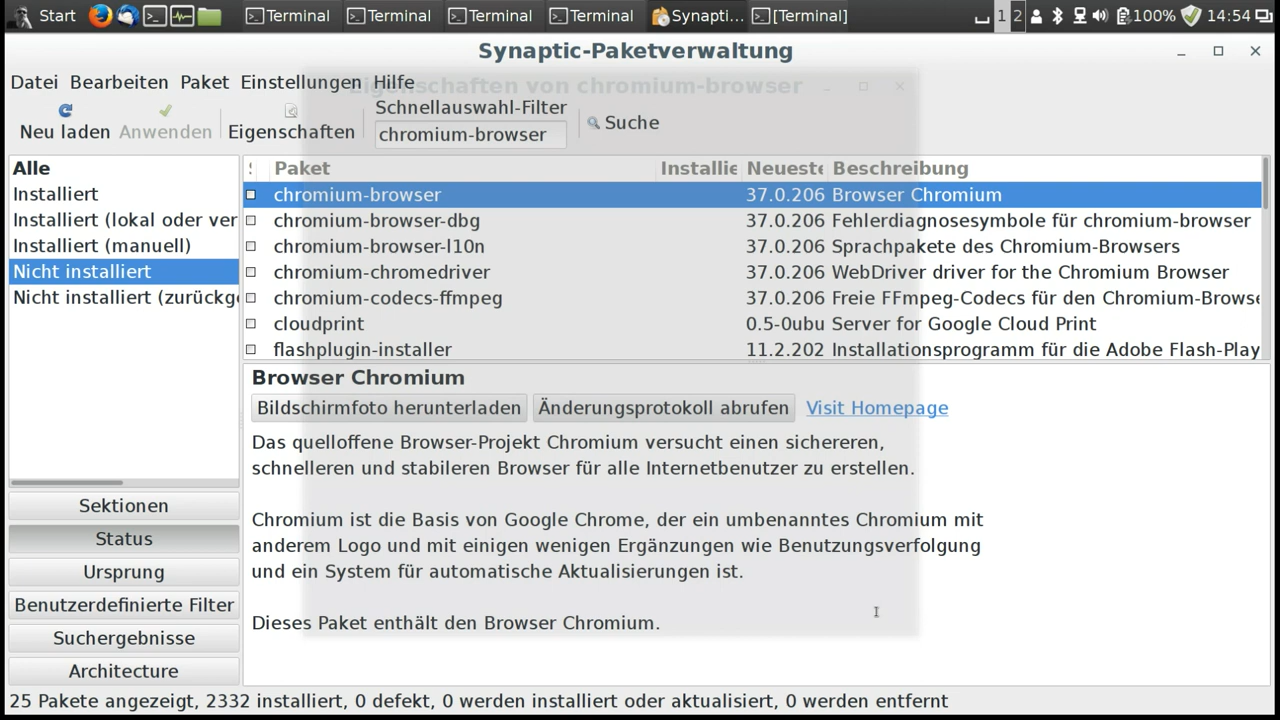 Start Terminal Terminal Terminal Terminal Synapti... [Terminal] 1 2 100% 14:54
Synaptic-Paketverwaltung
Datei Bearbeiten Paket Einstellungen Hilfe
Eigenschaften von chromium-browser
Neu laden Anwenden Eigenschaften
Schnellauswahl-Filter
chromium-browser
Suche
Alle
Installiert
Installiert (lokal oder ver
Installiert (manuell)
Nicht installiert
Nicht installiert (zurückge
Paket Installie Neueste Beschreibung
chromium-browser 37.0.206 Browser Chromium
chromium-browser-dbg 37.0.206 Fehlerdiagnosesymbole für chromium-browser
chromium-browser-l10n 37.0.206 Sprachpakete des Chromium-Browsers
chromium-chromedriver 37.0.206 WebDriver driver for the Chromium Browser
chromium-codecs-ffmpeg 37.0.206 Freie FFmpeg-Codecs für den Chromium-Browse
cloudprint 0.5-0ubu Server for Google Cloud Print
flashplugin-installer 11.2.202 Installationsprogramm für die Adobe Flash-Play
Browser Chromium
Bildschirmfoto herunterladen Änderungsprotokoll abrufen Visit Homepage
Das quelloffene Browser-Projekt Chromium versucht einen sichereren,
schnelleren und stabileren Browser für alle Internetbenutzer zu erstellen.
Chromium ist die Basis von Google Chrome, der ein umbenanntes Chromium mit
anderem Logo und mit einigen wenigen Ergänzungen wie Benutzungsverfolgung
und ein System für automatische Aktualisierungen ist.
Dieses Paket enthält den Browser Chromium.
Sektionen
Status
Ursprung
Benutzerdefinierte Filter
Suchergebnisse
Architecture
25 Pakete angezeigt, 2332 installiert, 0 defekt, 0 werden installiert oder aktualisiert, 0 werden entfernt